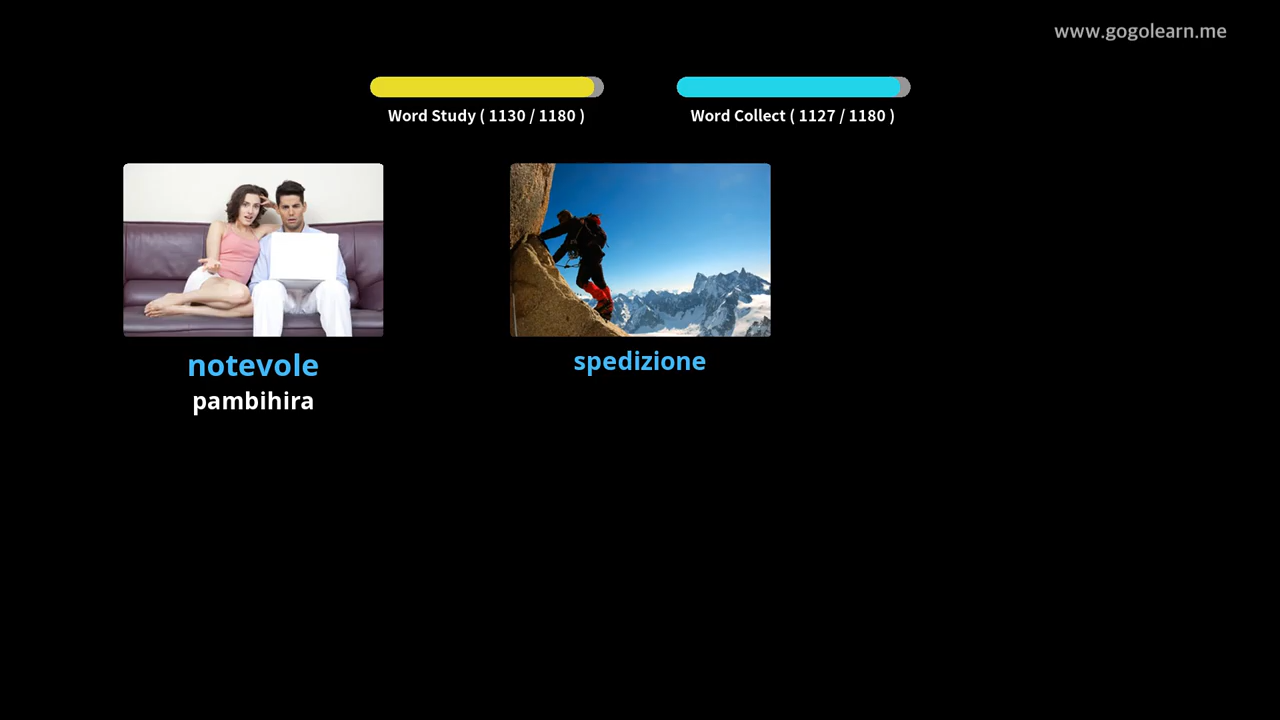 www.gogolearn.me
Word Study ( 1130 / 1180 )
Word Collect ( 1127 / 1180 )
notevole
pambihira
spedizione